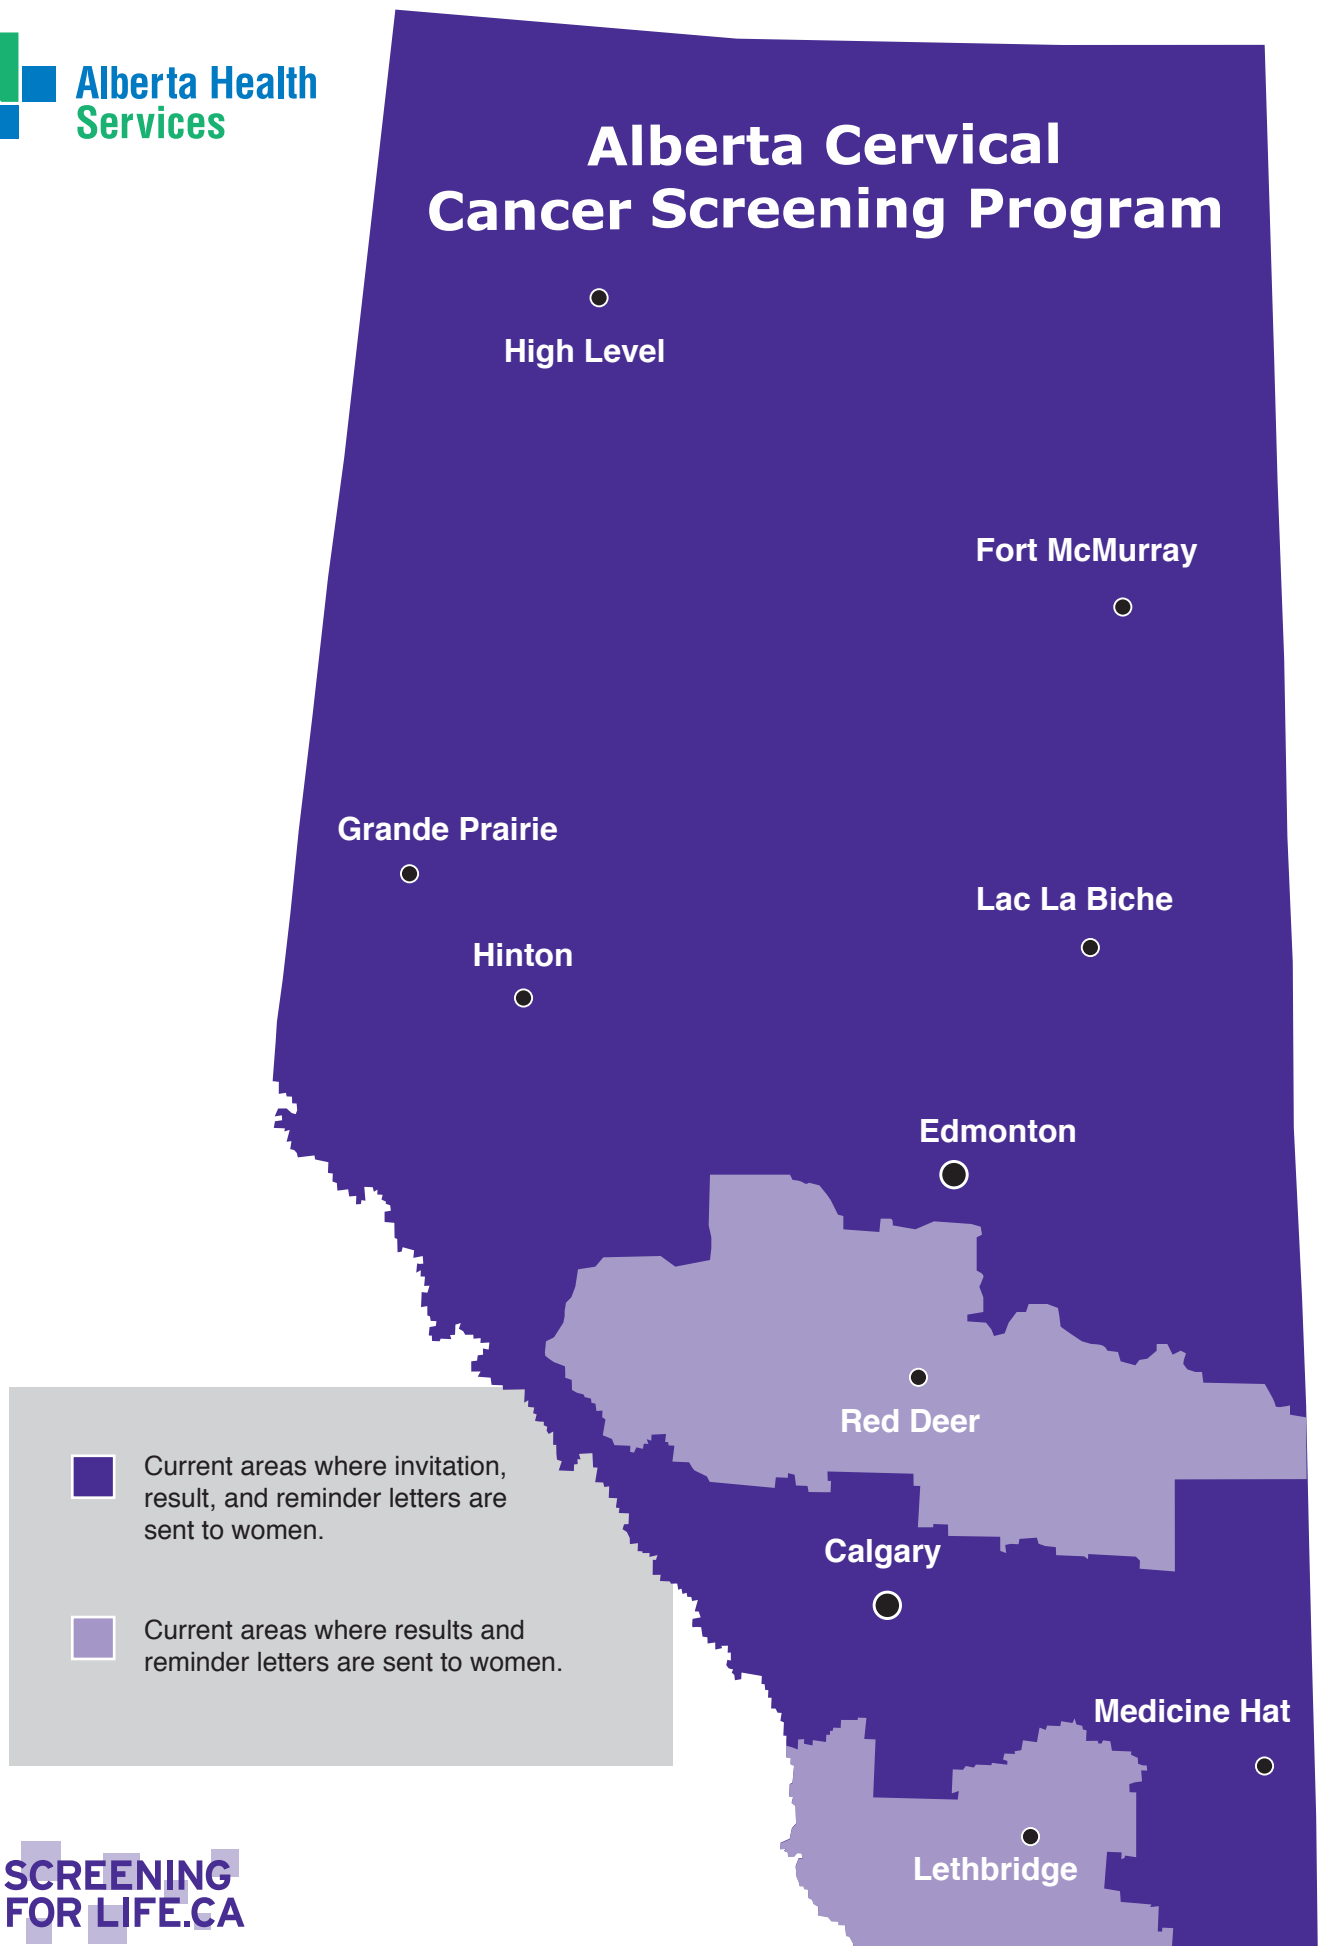 Alberta Health
Services
Alberta Cervical
Cancer Screening Program
High Level
Fort McMurray
Grande Prairie
Lac La Biche
Hinton
Edmonton
Red Deer
Current areas where invitation,
result, and reminder letters are
sent to women.
Calgary
Current areas where results and
reminder letters are sent to women.
Medicine Hat
Lethbridge
SCREENING
FOR LIFE.CA